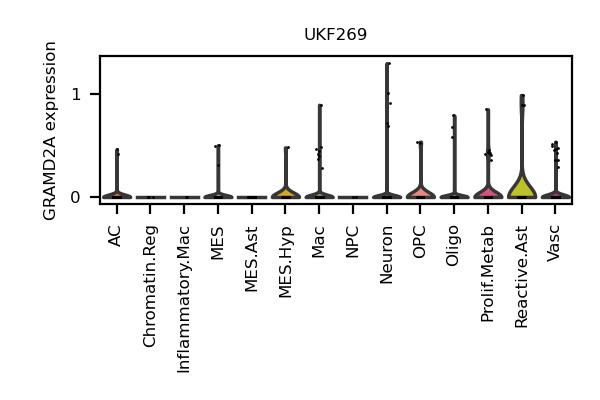 UKF269
GRAMD2A expression
1
0
AC
Chromatin.Reg
Inflammatory.Mac
MES
MES.Ast
MES.Hyp
Mac
NPC
Neuron
OPC
Oligo
Prolif.Metab
Reactive.Ast
Vasc